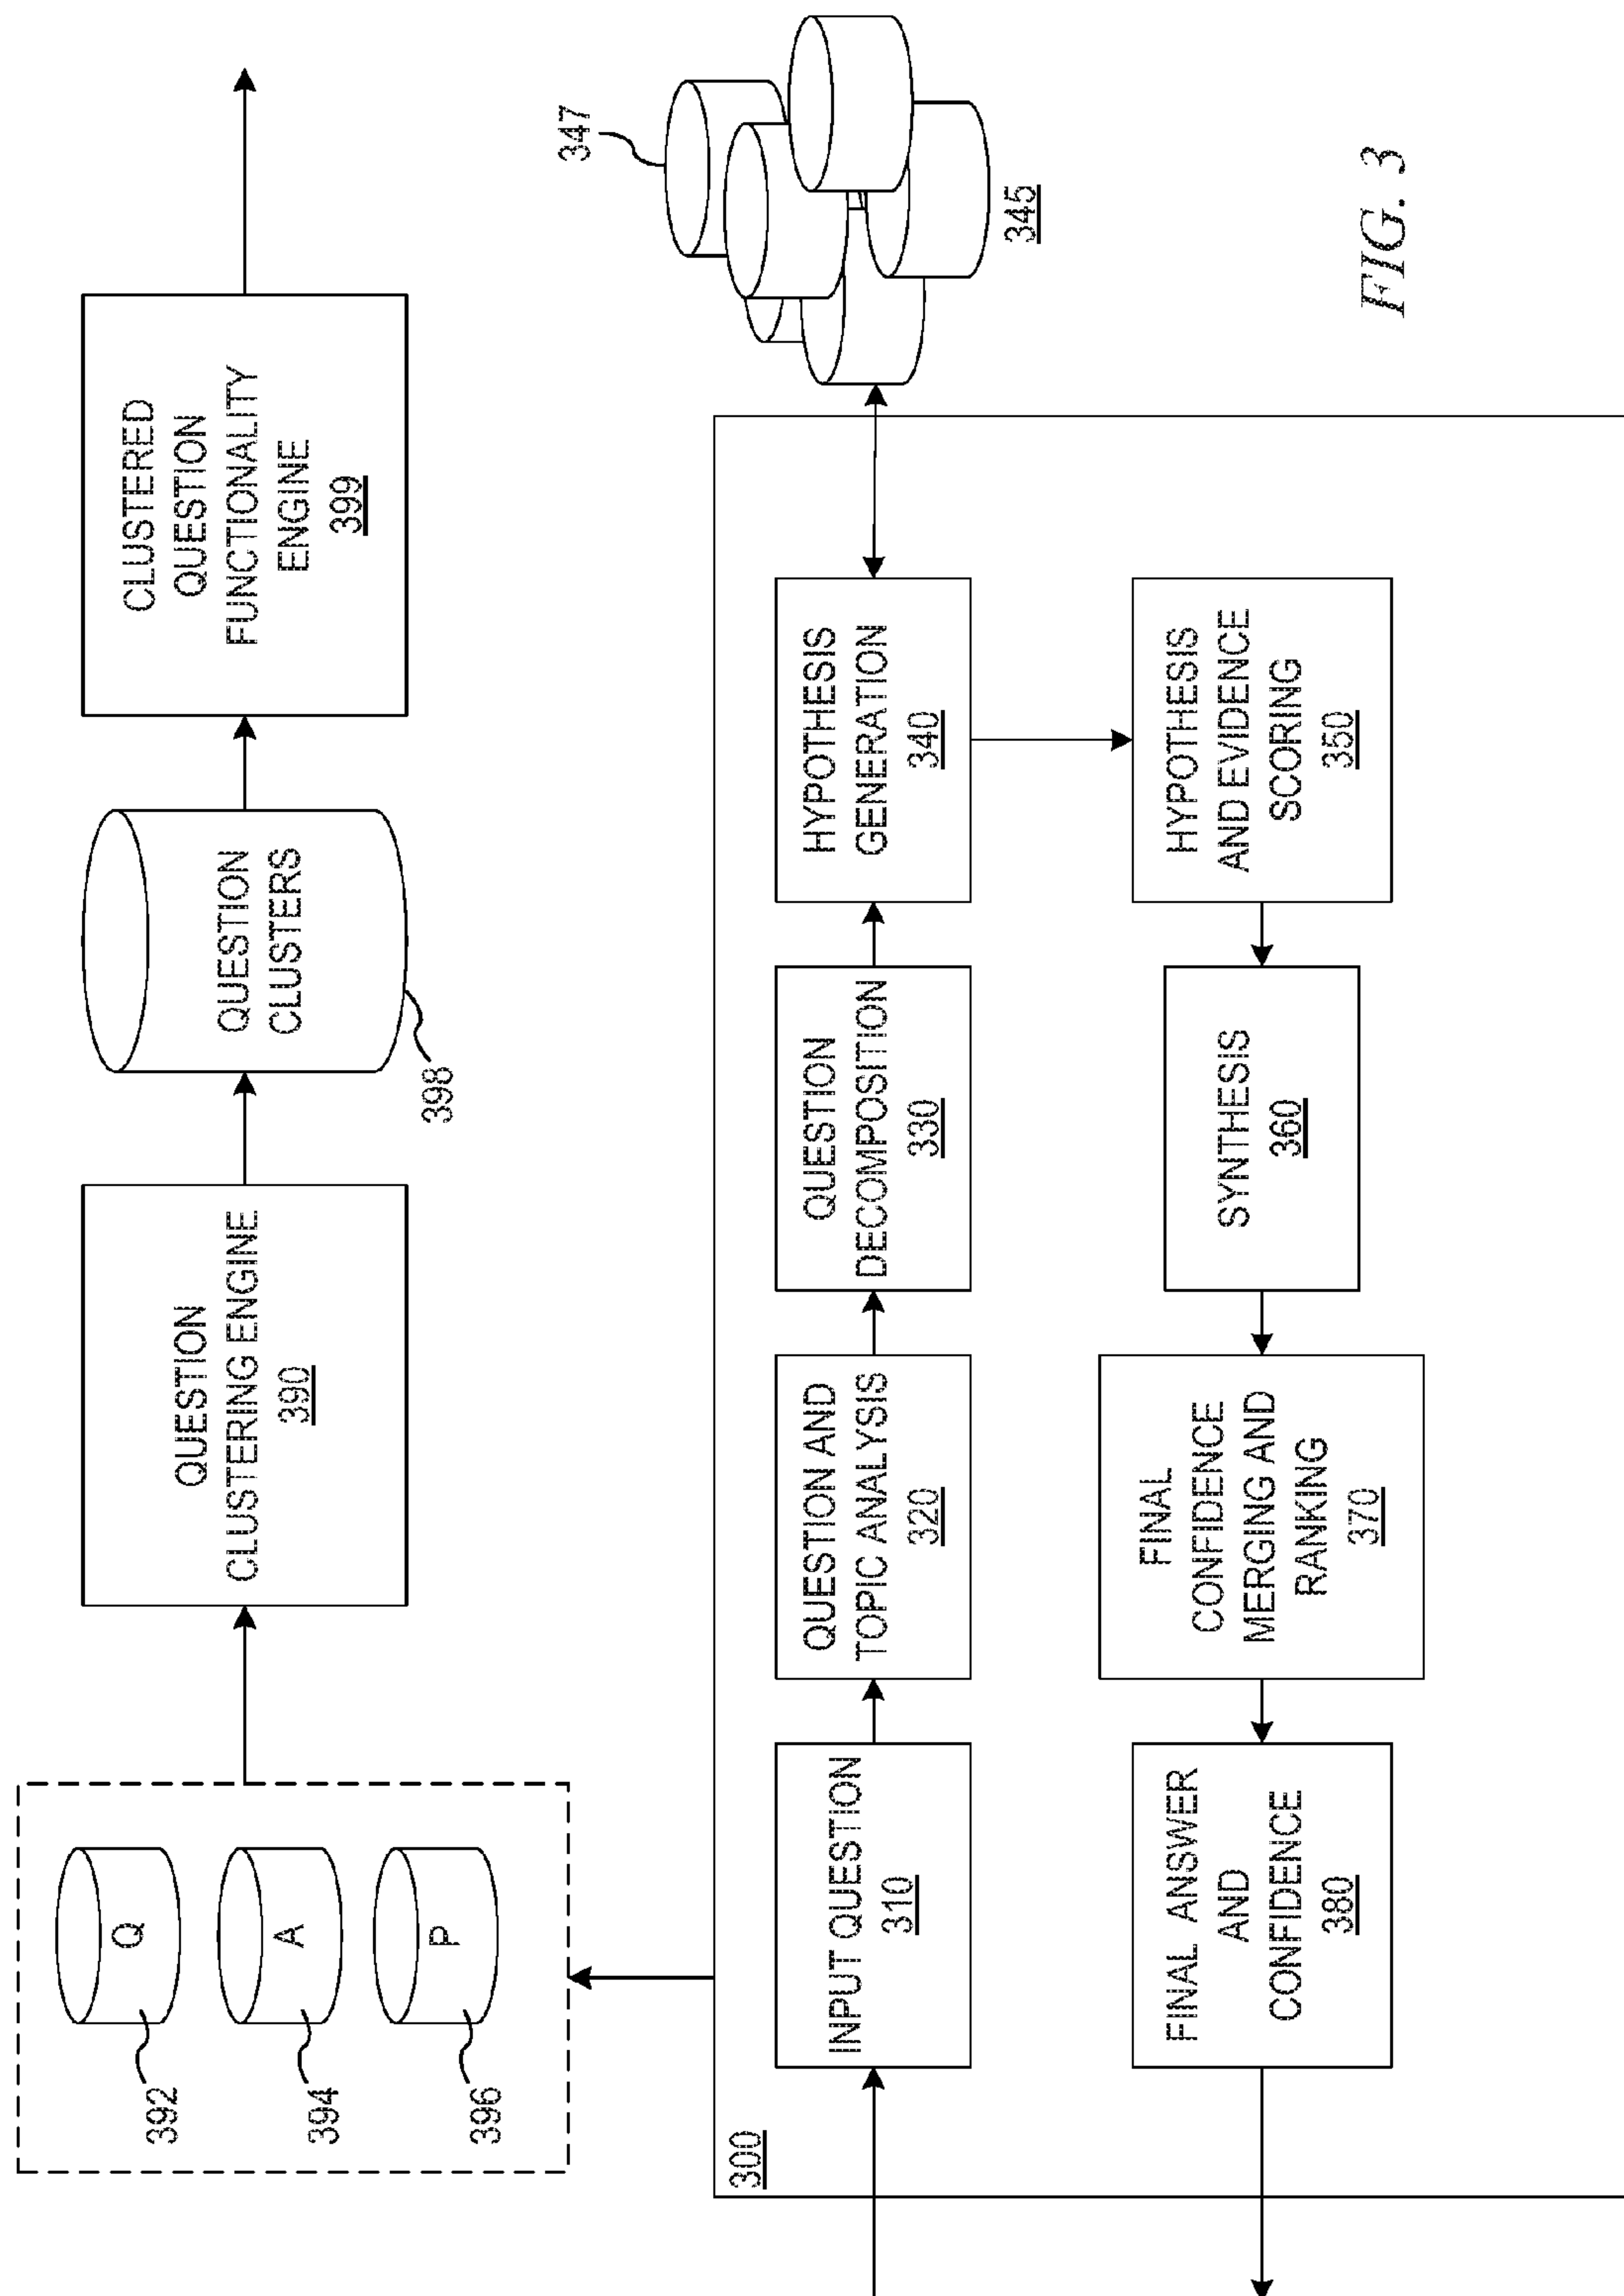 392
Q
394
A
396
P
QUESTION
CLUSTERING ENGINE
390
QUESTION
CLUSTERS
398
CLUSTERED
QUESTION
FUNCTIONALITY
ENGINE
399
347
345
300
INPUT QUESTION
310
QUESTION AND
TOPIC ANALYSIS
320
QUESTION
DECOMPOSITION
330
HYPOTHESIS
GENERATION
340
FINAL ANSWER
AND
CONFIDENCE
380
FINAL
CONFIDENCE
MERGING AND
RANKING
370
SYNTHESIS
360
HYPOTHESIS
AND EVIDENCE
SCORING
350
FIG. 3